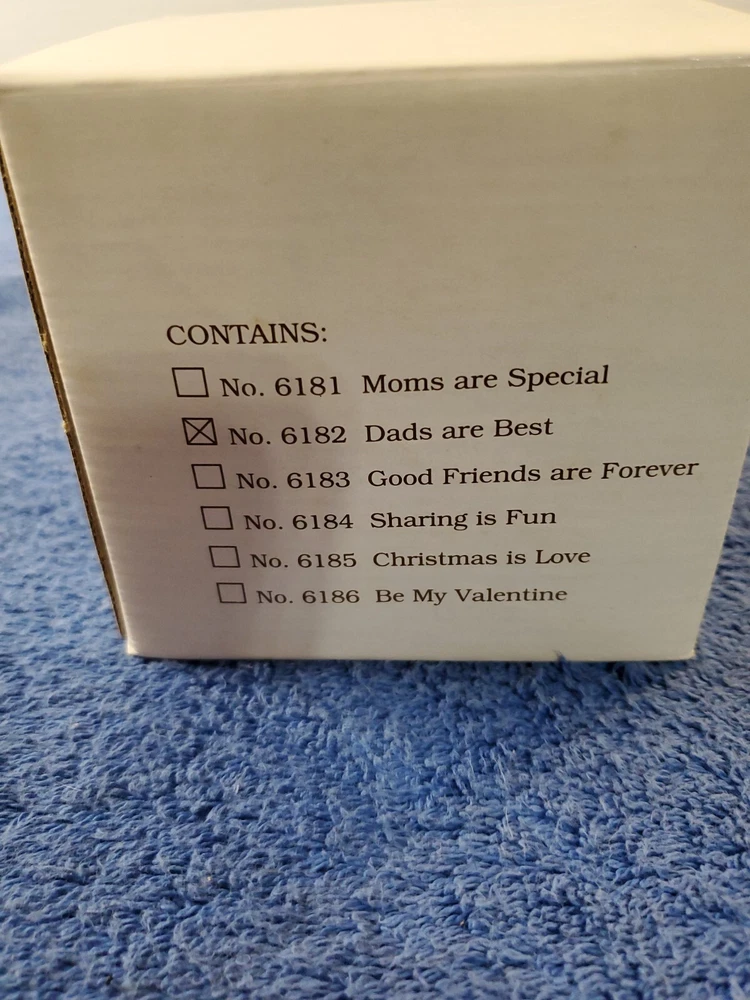 CONTAINS:
☐ No. 6181 Moms are Special
☒ No. 6182 Dads are Best
☐ No. 6183 Good Friends are Forever
☐ No. 6184 Sharing is Fun
☐ No. 6185 Christmas is Love
☐ No. 6186 Be My Valentine